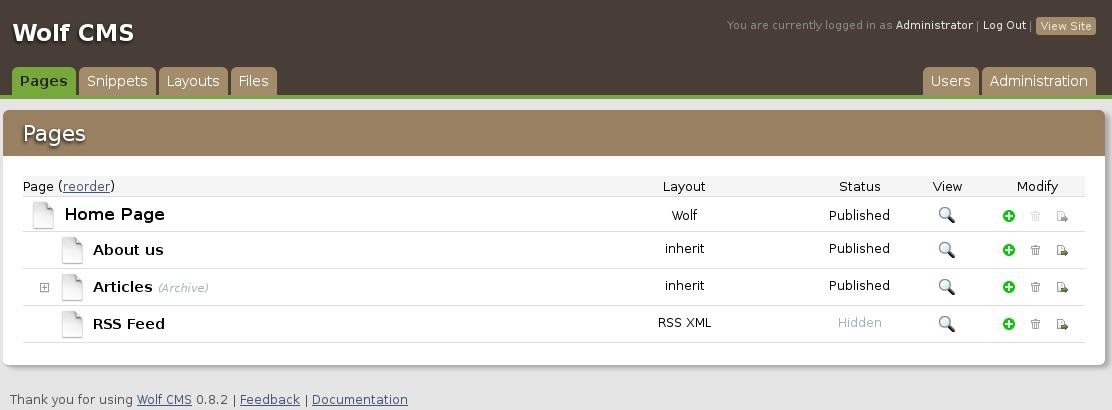 Wolf CMS
You are currently logged in as Administrator | Log Out | View Site
Pages Snippets Layouts Files Users Administration
Pages
Page (reorder) Layout Status View Modify
Home Page Wolf Published
About us inherit Published
Articles (Archive) inherit Published
RSS Feed RSS XML Hidden
Thank you for using Wolf CMS 0.8.2 | Feedback | Documentation